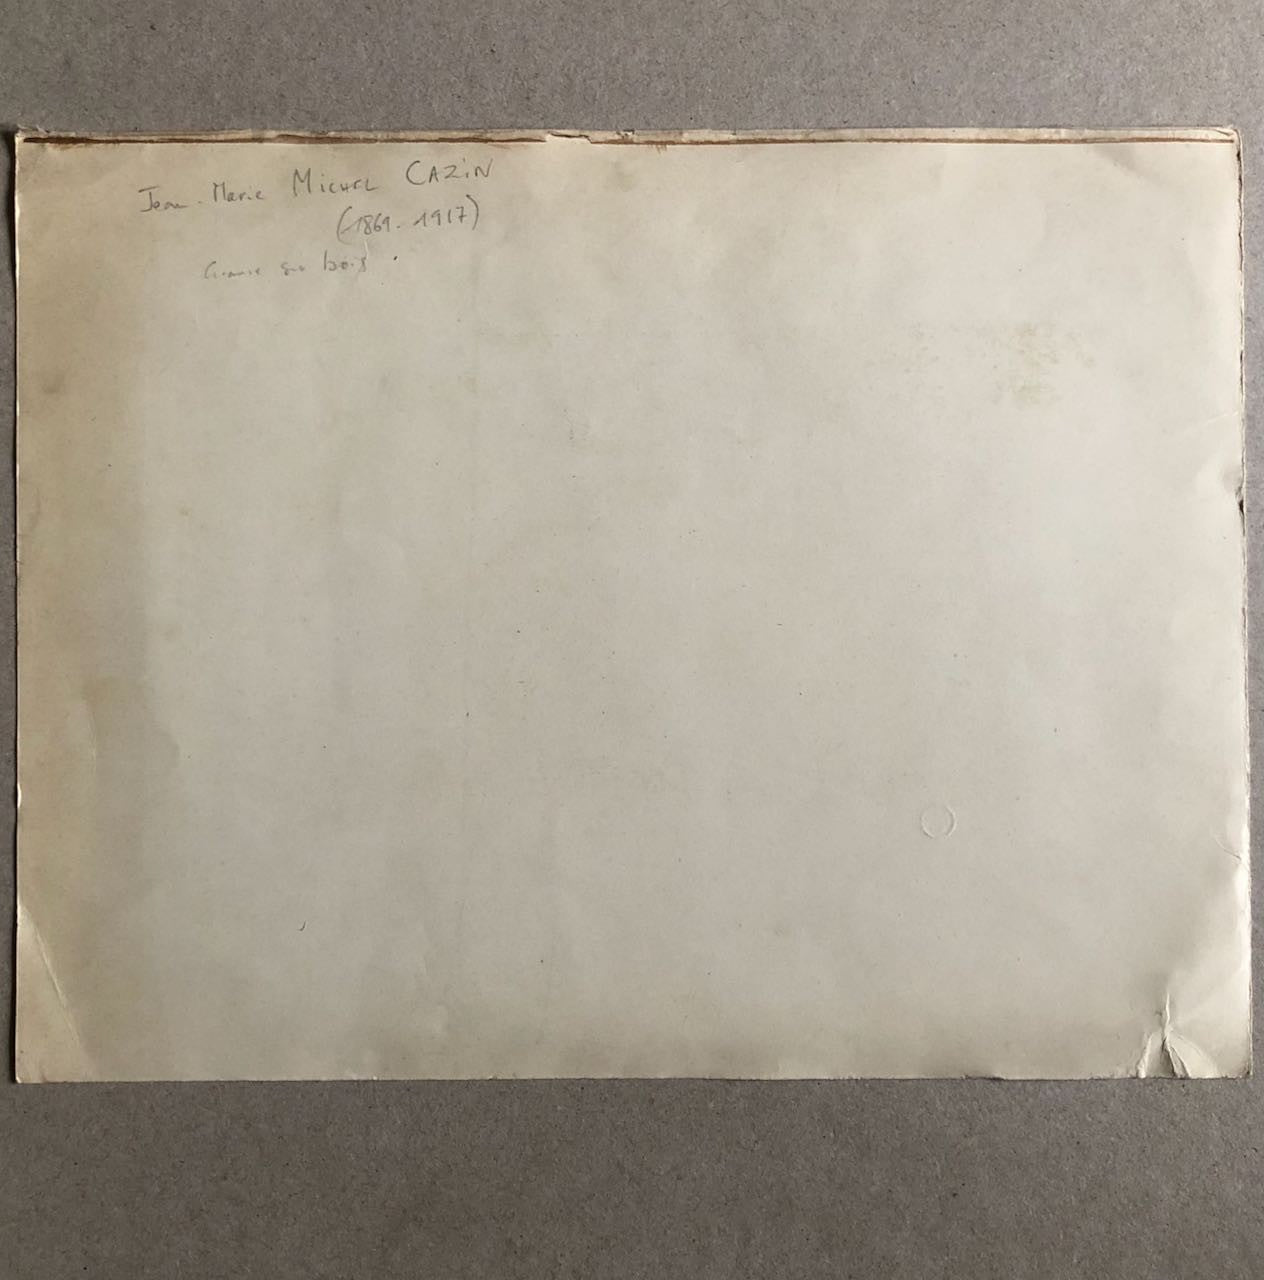 Jean-Marie MICHEL CAZIN
(1869-1917)
Gravure sur bois.